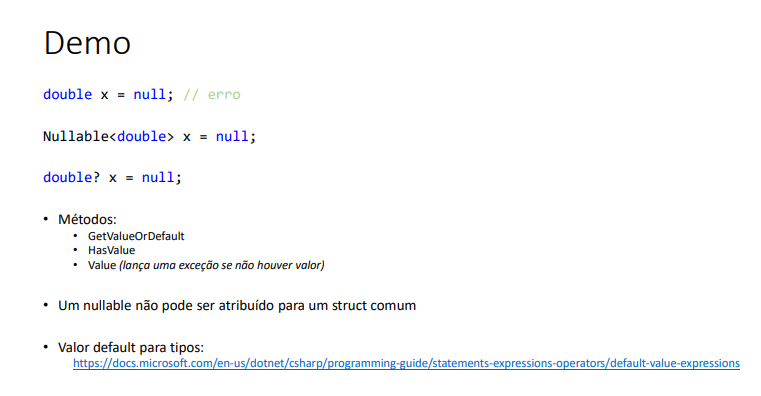 Demo
double x = null; // erro
Nullable<double> x = null;
double? x = null;
• Métodos:
• GetValueOrDefault
• HasValue
• Value (lança uma exceção se não houver valor)
• Um nullable não pode ser atribuído para um struct comum
• Valor default para tipos:
https://docs.microsoft.com/en-us/dotnet/csharp/programming-guide/statements-expressions-operators/default-value-expressions